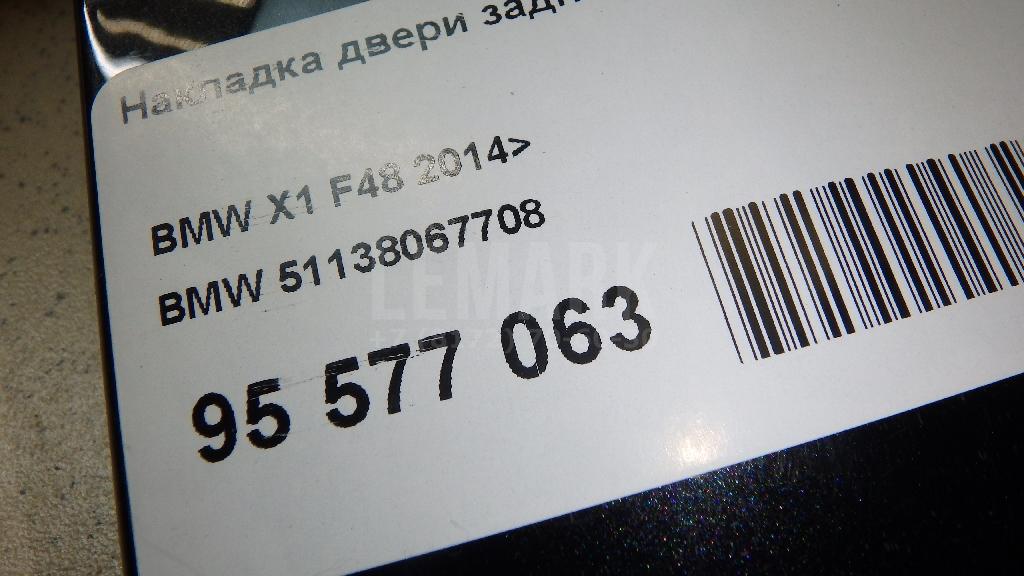 Накладка двери
BMW X1 F48 2014>
BMW 51138067708
95 577 063
LEMARK